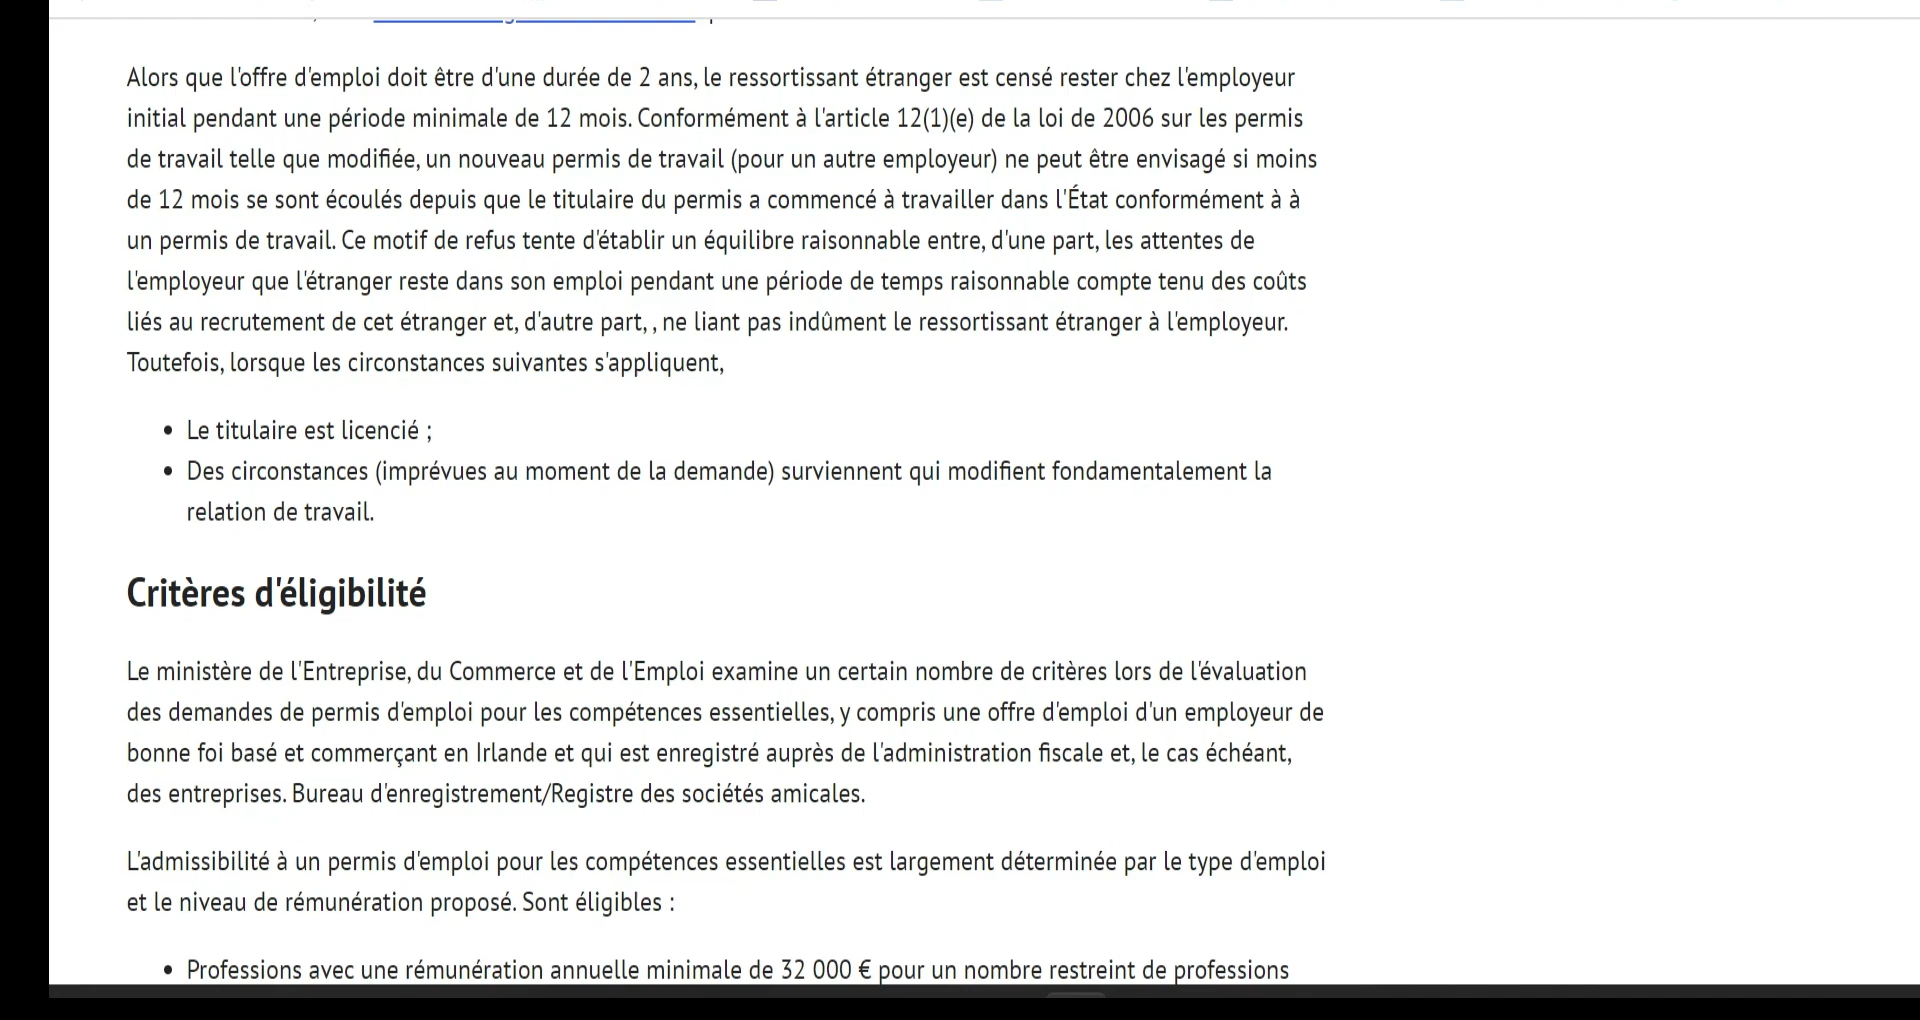 Alors que l'offre d'emploi doit être d'une durée de 2 ans, le ressortissant étranger est censé rester chez l'employeur
initial pendant une période minimale de 12 mois. Conformément à l'article 12(1)(e) de la loi de 2006 sur les permis
de travail telle que modifiée, un nouveau permis de travail (pour un autre employeur) ne peut être envisagé si moins
de 12 mois se sont écoulés depuis que le titulaire du permis a commencé à travailler dans l'État conformément à à
un permis de travail. Ce motif de refus tente d'établir un équilibre raisonnable entre, d'une part, les attentes de
l'employeur que l'étranger reste dans son emploi pendant une période de temps raisonnable compte tenu des coûts
liés au recrutement de cet étranger et, d'autre part, , ne liant pas indûment le ressortissant étranger à l'employeur.
Toutefois, lorsque les circonstances suivantes s'appliquent,
• Le titulaire est licencié ;
• Des circonstances (imprévues au moment de la demande) surviennent qui modifient fondamentalement la
relation de travail.
Critères d'éligibilité
Le ministère de l'Entreprise, du Commerce et de l'Emploi examine un certain nombre de critères lors de l'évaluation
des demandes de permis d'emploi pour les compétences essentielles, y compris une offre d'emploi d'un employeur de
bonne foi basé et commerçant en Irlande et qui est enregistré auprès de l'administration fiscale et, le cas échéant,
des entreprises. Bureau d'enregistrement/Registre des sociétés amicales.
L'admissibilité à un permis d'emploi pour les compétences essentielles est largement déterminée par le type d'emploi
et le niveau de rémunération proposé. Sont éligibles :
• Professions avec une rémunération annuelle minimale de 32 000 € pour un nombre restreint de professions